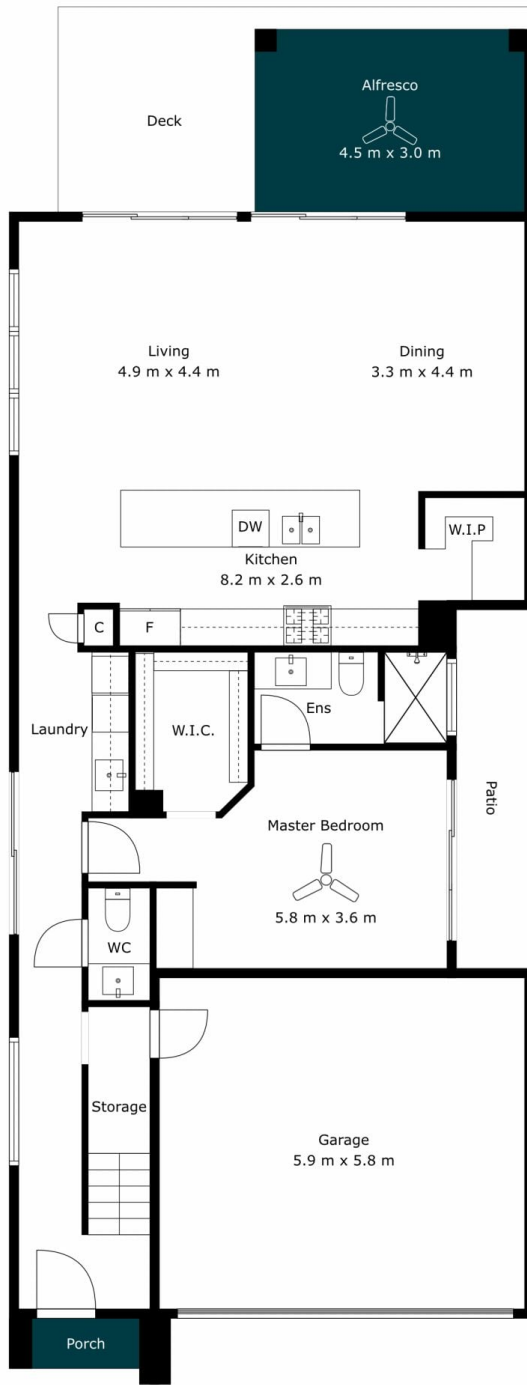 Deck
Alfresco
4.5 m x 3.0 m
Living
4.9 m x 4.4 m
Dining
3.3 m x 4.4 m
DW
W.I.P
Kitchen
8.2 m x 2.6 m
C
F
Laundry
W.I.C.
Ens
Patio
Master Bedroom
5.8 m x 3.6 m
WC
Storage
Garage
5.9 m x 5.8 m
Porch